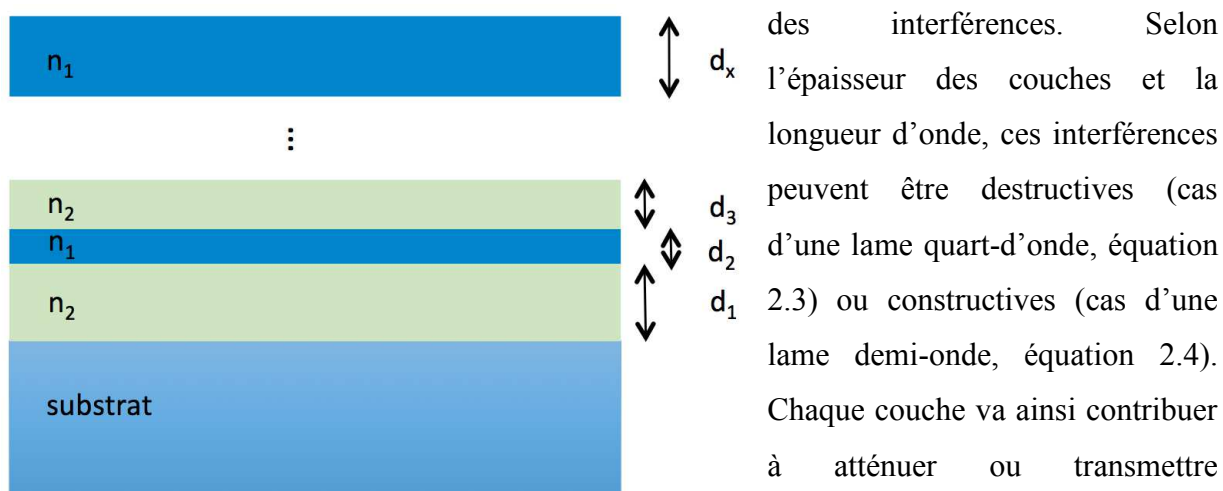 n1
dx
⋮
n2
d3
n1
d2
n2
d1
substrat
des interférences. Selon
l’épaisseur des couches et la
longueur d’onde, ces interférences
peuvent être destructives (cas
d’une lame quart-d’onde, équation
2.3) ou constructives (cas d’une
lame demi-onde, équation 2.4).
Chaque couche va ainsi contribuer
à atténuer ou transmettre